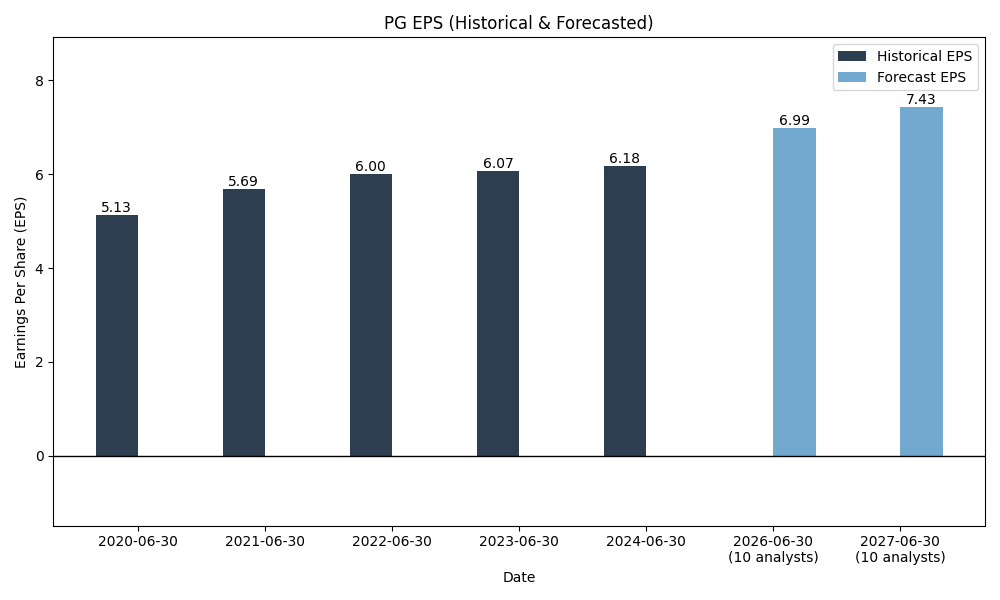 PG EPS (Historical & Forecasted)
Historical EPS
Forecast EPS
Earnings Per Share (EPS)
8
6
4
2
0
5.13
5.69
6.00
6.07
6.18
6.99
7.43
2020-06-30
2021-06-30
2022-06-30
2023-06-30
2024-06-30
2026-06-30
(10 analysts)
2027-06-30
(10 analysts)
Date